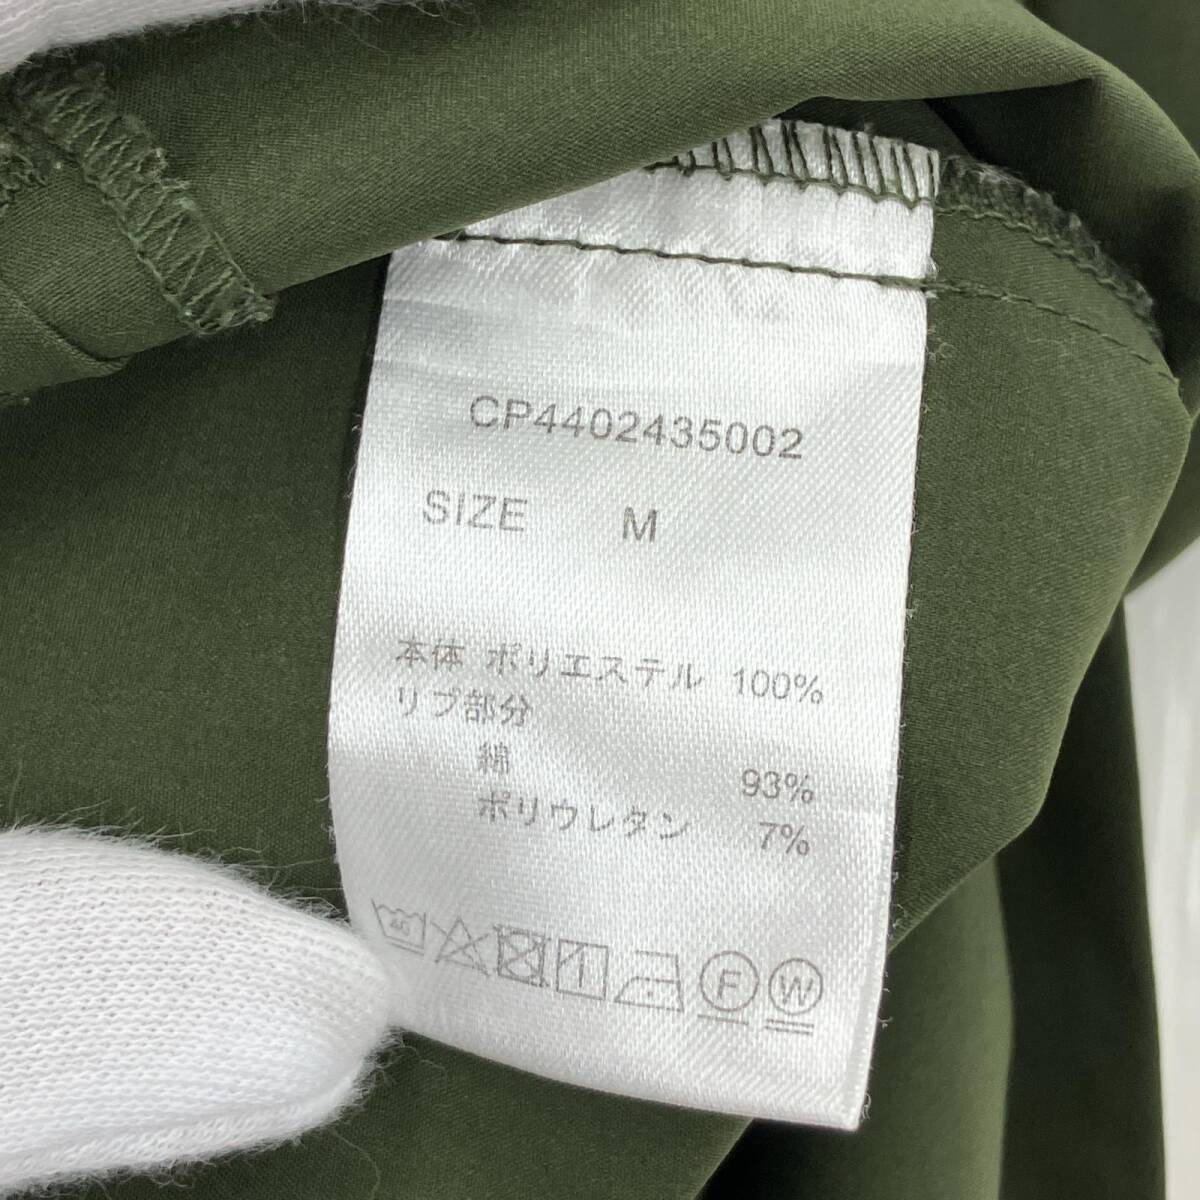 CP4402435002
SIZE M
本体 ポリエステル 100%
リブ部分
綿 93%
ポリウレタン 7%
40 F W